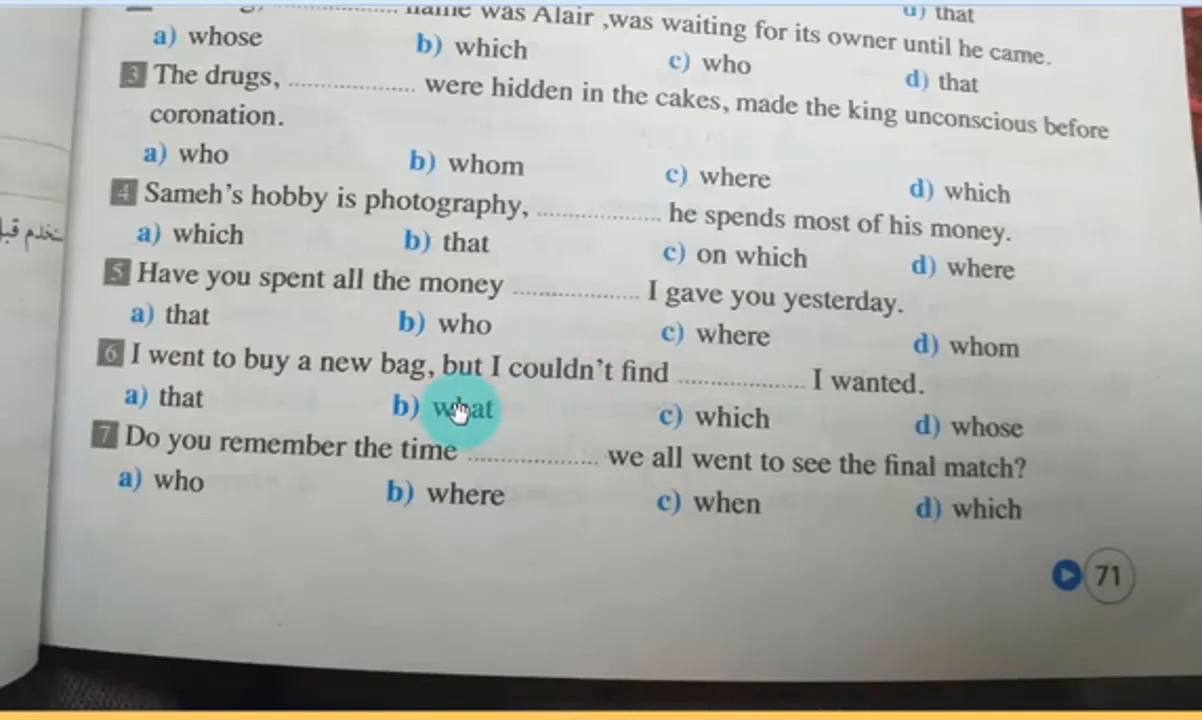 name was Alair ,was waiting for its owner until he came.
d) that
a) whose b) which c) who d) that
3 The drugs, .................. were hidden in the cakes, made the king unconscious before
coronation.
a) who b) whom c) where d) which
4 Sameh's hobby is photography, .................. he spends most of his money.
a) which b) that c) on which d) where
5 Have you spent all the money .................. I gave you yesterday.
a) that b) who c) where d) whom
6 I went to buy a new bag, but I couldn't find .................. I wanted.
a) that b) what c) which d) whose
7 Do you remember the time .................. we all went to see the final match?
a) who b) where c) when d) which
71